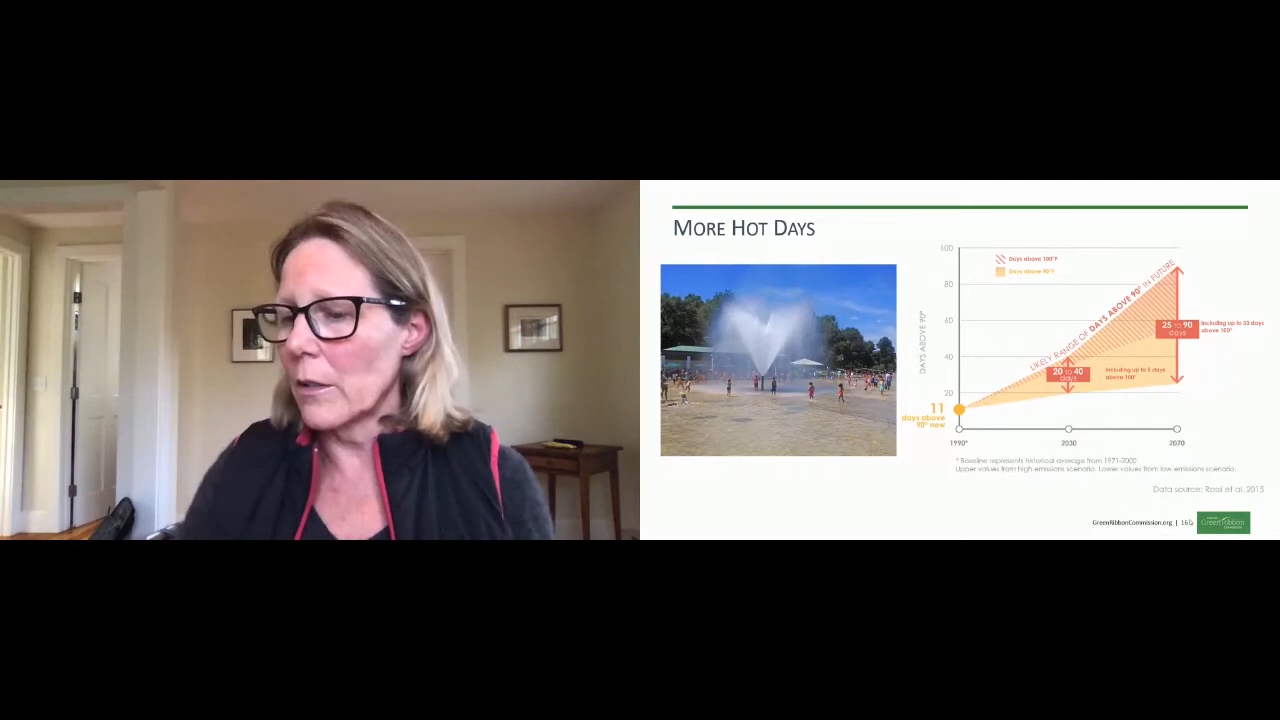 MORE HOT DAYS
100
80
60
40
20
DAYS ABOVE 90°
Days above 100°F
Days above 90°F
LIKELY RANGE OF DAYS ABOVE 90° IN FUTURE
25 to 90
days
Including up to 33 days
above 100°
20 to 40
days
Including up to 5 days
above 100°
11
days above
90° now
1990*
2030
2070
* Baseline represents historical average from 1971-2000
Upper values from high emissions scenario. Lower values from low emissions scenario.
Data source: Rossi et al. 2015
GreenRibbonCommission.org | 16
GreenRibbon